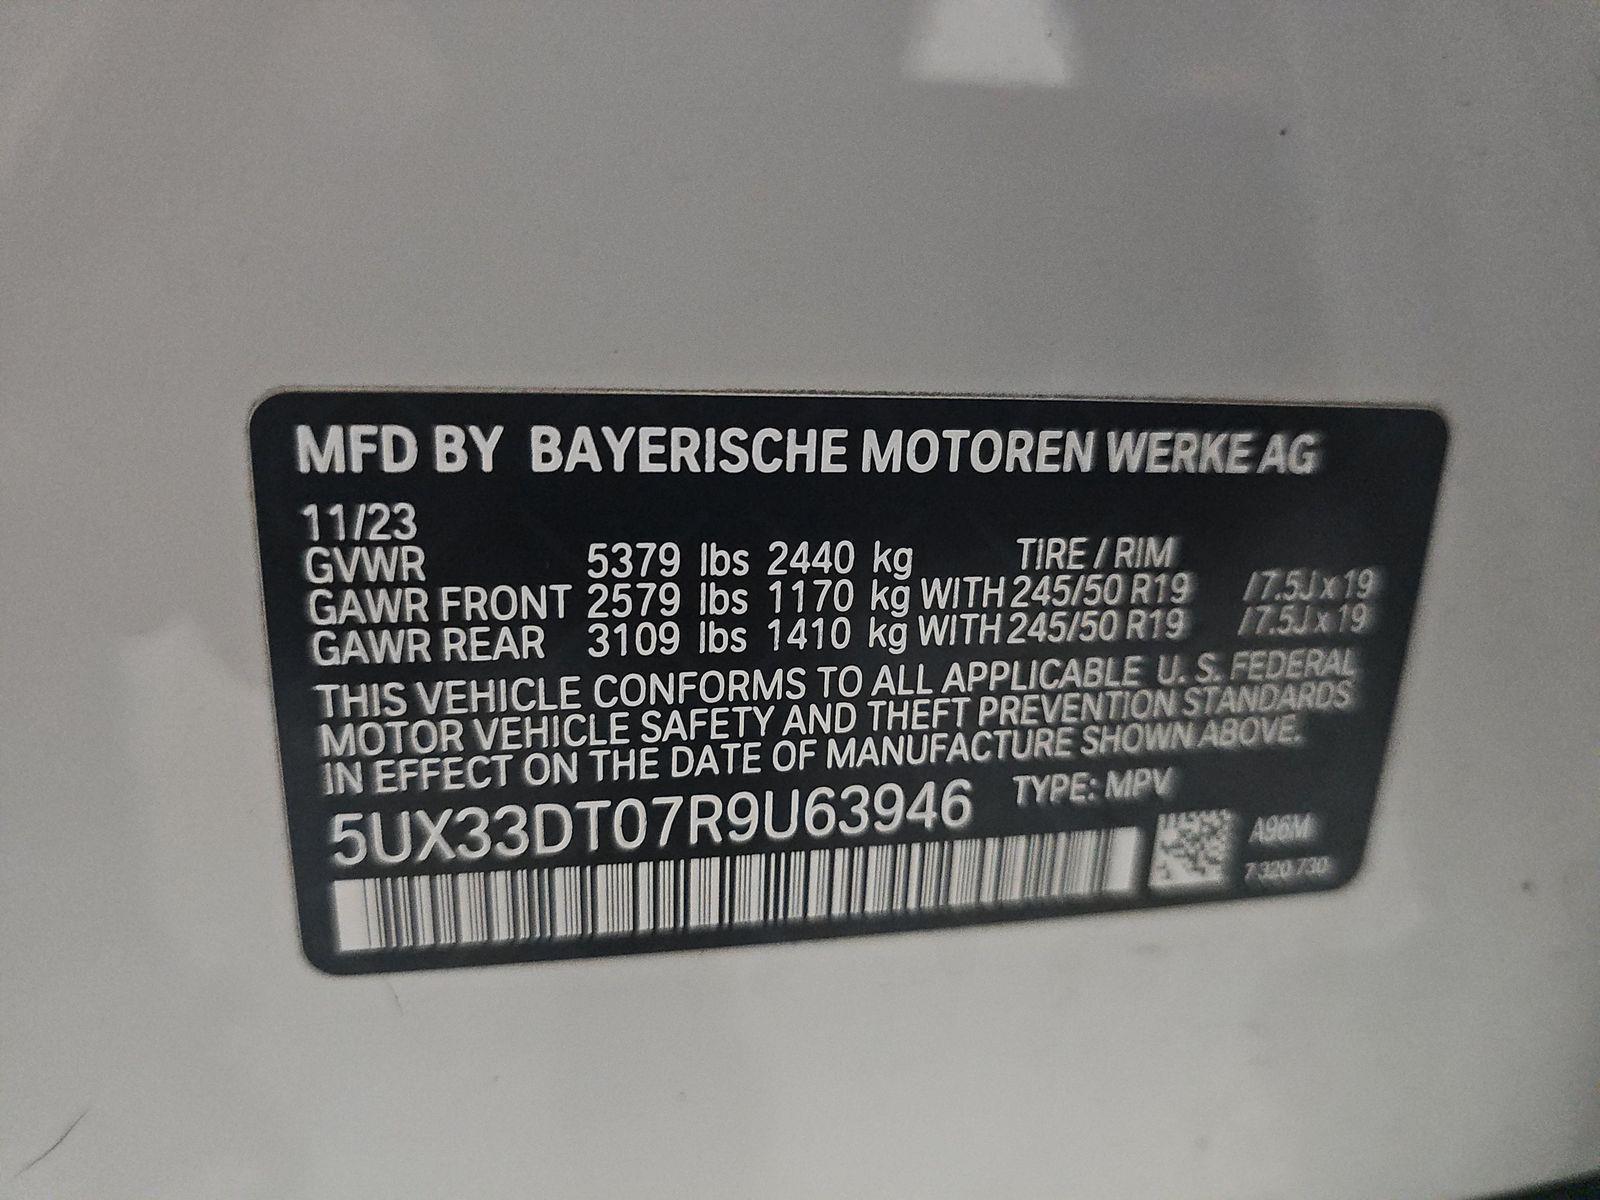 MFD BY BAYERISCHE MOTOREN WERKE AG
11/23
GVWR 5379 lbs 2440 kg TIRE / RIM
GAWR FRONT 2579 lbs 1170 kg WITH 245/50 R19 /7.5J x 19
GAWR REAR 3109 lbs 1410 kg WITH 245/50 R19 /7.5J x 19
THIS VEHICLE CONFORMS TO ALL APPLICABLE U. S. FEDERAL
MOTOR VEHICLE SAFETY AND THEFT PREVENTION STANDARDS
IN EFFECT ON THE DATE OF MANUFACTURE SHOWN ABOVE.
5UX33DT07R9U63946 TYPE: MPV
A96M
7 320 730